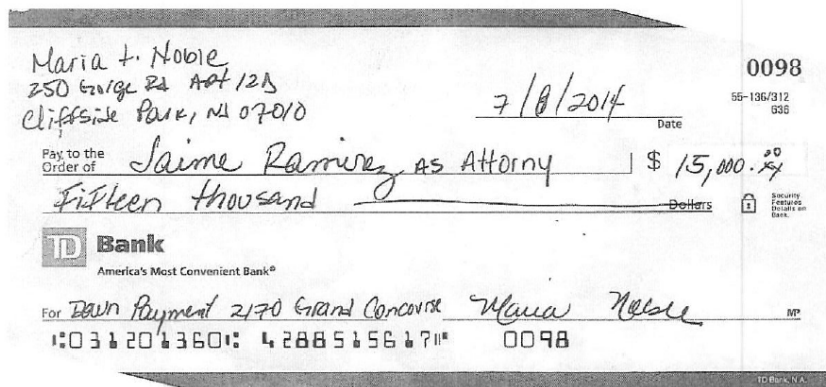 Maria t. Noble
250 Gorge Rd Apt 12D
Cliffside Park, NJ 07010
0098
55-136/312
636
7/8/2014
Date
Pay to the
Order of Jaime Ramirez AS Attorny $ 15,000.00/xx
Fifteen thousand Dollars
Security
Features
Details on
Back.
TD Bank
America's Most Convenient Bank®
For Down Payment 2170 Grand Concourse Maria Noble MP
⑆031201360⑆ 4288515617⑈ 0098
TD Bank, N.A.